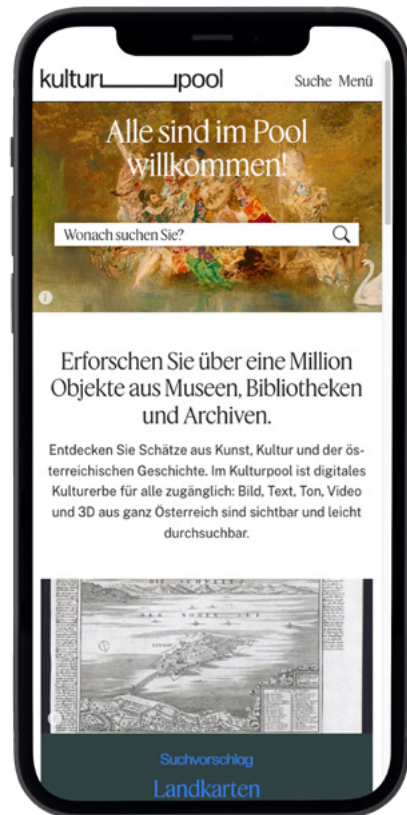 kultur pool
Suche Menü
Alle sind im Pool
willkommen!
Wonach suchen Sie?
Erforschen Sie über eine Million
Objekte aus Museen, Bibliotheken
und Archiven.
Entdecken Sie Schätze aus Kunst, Kultur und der ös-
terreichischen Geschichte. Im Kulturpool ist digitales
Kulturerbe für alle zugänglich: Bild, Text, Ton, Video
und 3D aus ganz Österreich sind sichtbar und leicht
durchsuchbar.
Suchvorschlag
Landkarten